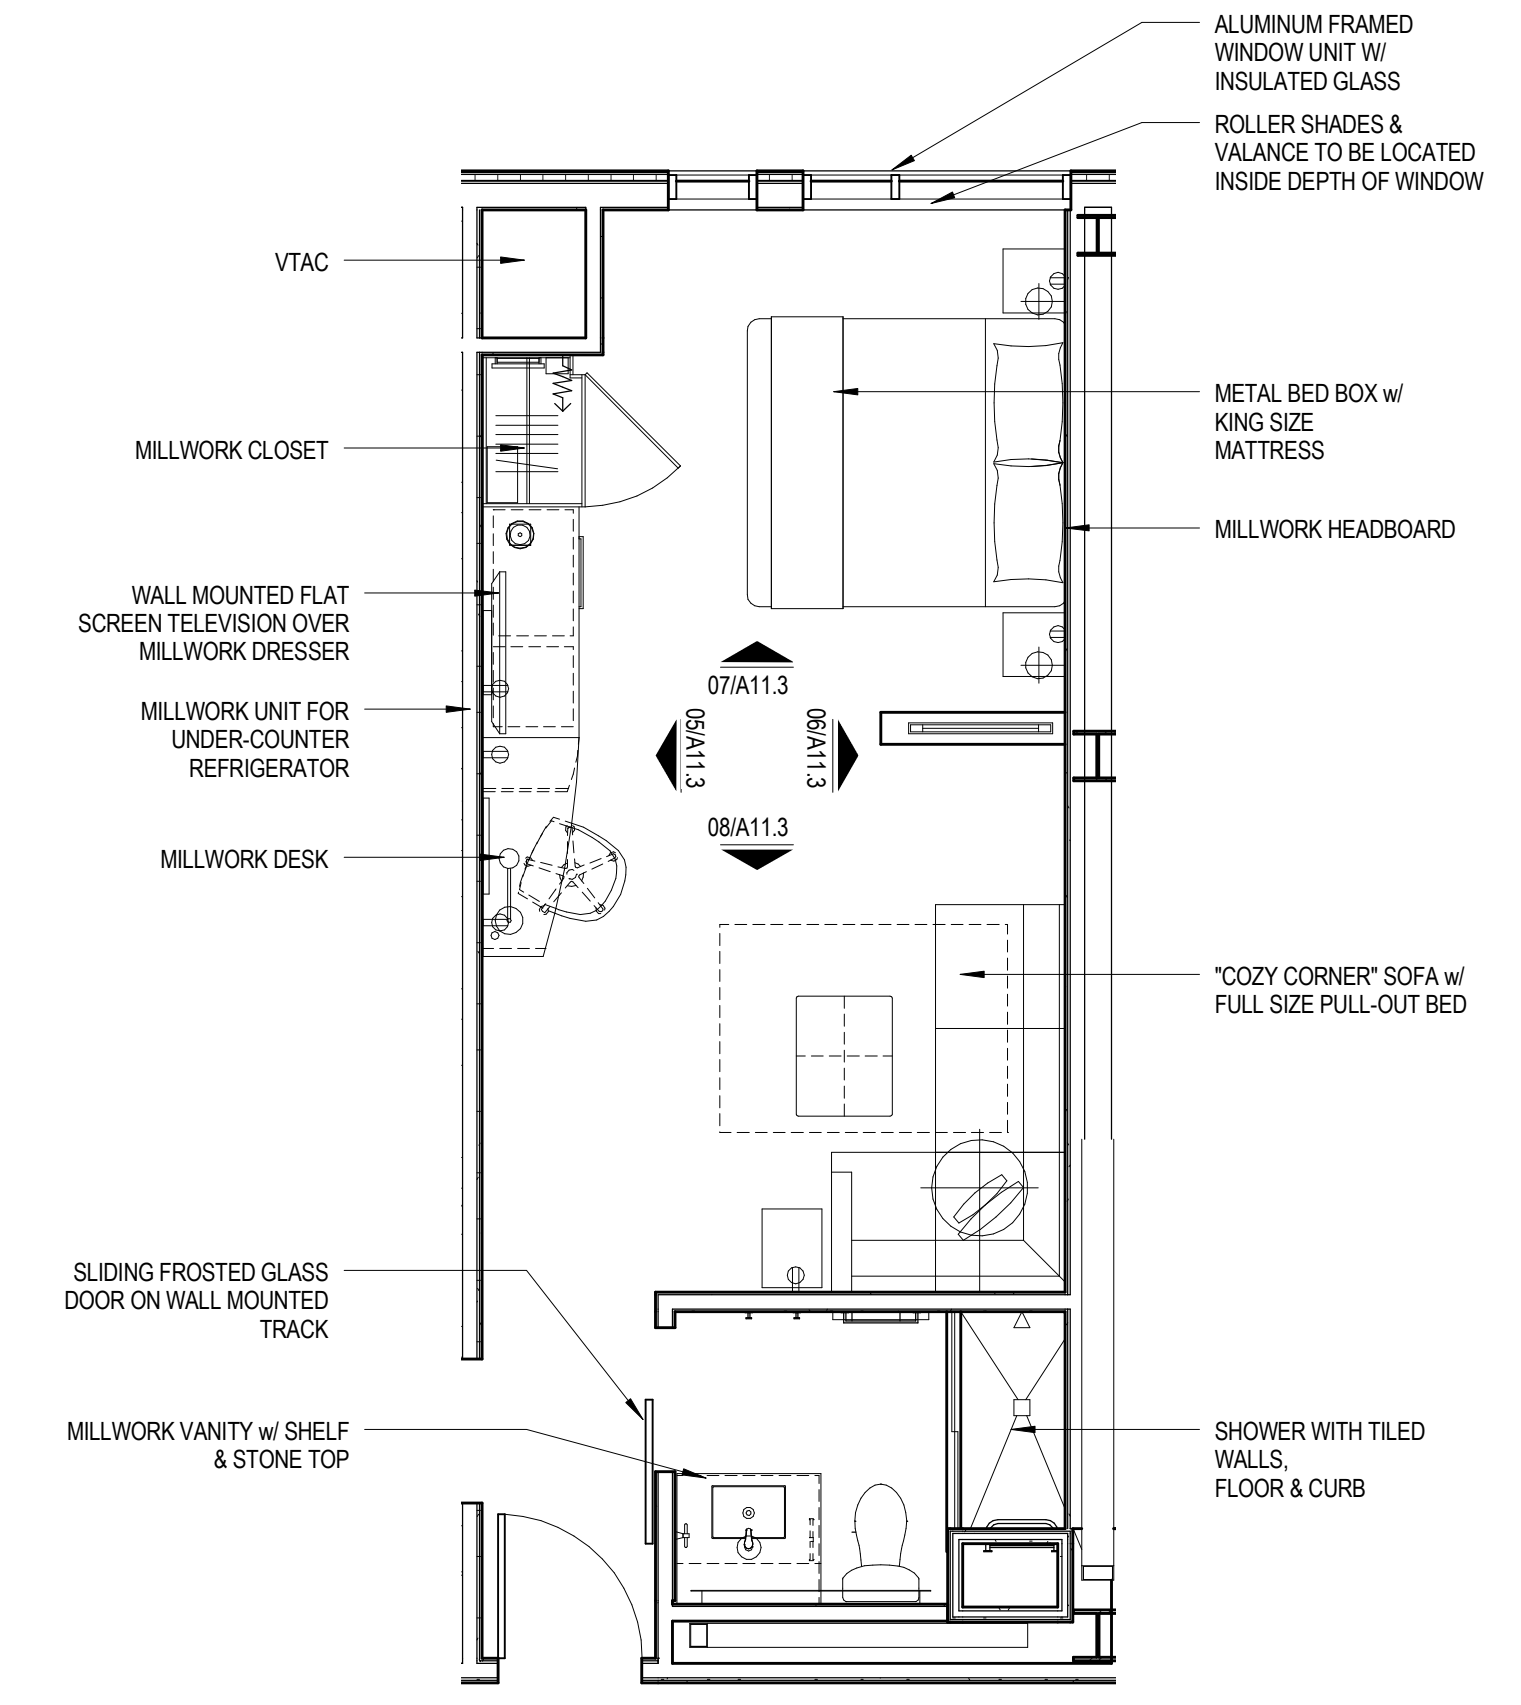 ALUMINUM FRAMED
WINDOW UNIT W/
INSULATED GLASS
ROLLER SHADES &
VALANCE TO BE LOCATED
INSIDE DEPTH OF WINDOW
VTAC
METAL BED BOX w/
KING SIZE
MATTRESS
MILLWORK CLOSET
MILLWORK HEADBOARD
WALL MOUNTED FLAT
SCREEN TELEVISION OVER
MILLWORK DRESSER
MILLWORK UNIT FOR
UNDER-COUNTER
REFRIGERATOR
07/A11.3
05/A11.3
06/A11.3
08/A11.3
MILLWORK DESK
"COZY CORNER" SOFA w/
FULL SIZE PULL-OUT BED
SLIDING FROSTED GLASS
DOOR ON WALL MOUNTED
TRACK
MILLWORK VANITY w/ SHELF
& STONE TOP
SHOWER WITH TILED
WALLS,
FLOOR & CURB